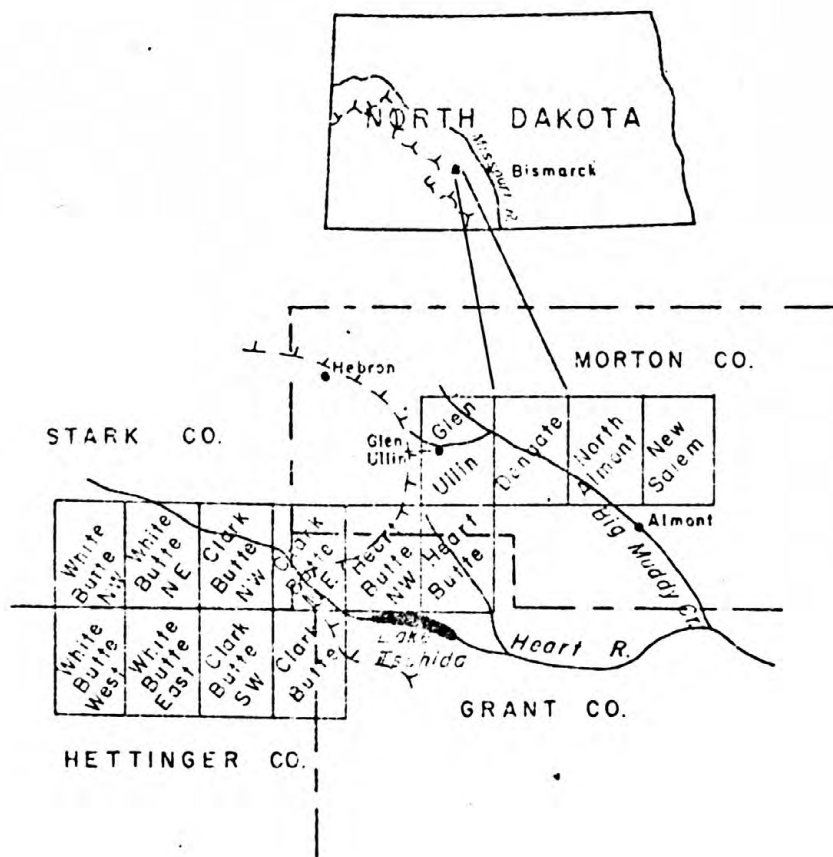 NORTH DAKOTA
Missouri R.
Bismarck
MORTON CO.
Hebron
STARK CO.
Glen
Ullin
Glen
Ullin
Danzig
North
Almont
New
Salem
Almont
Big Muddy Cr.
White
Butte
NW
White
Butte
NE
Clark
Butte
NW
Clark
Butte
N.E.
Heart
Butte
NW
Heart
Butte
White
Butte
West
White
Butte
East
Clark
Butte
SW
Clark
Butte
Lake
Tschida
Heart R.
GRANT CO.
HETTINGER CO.